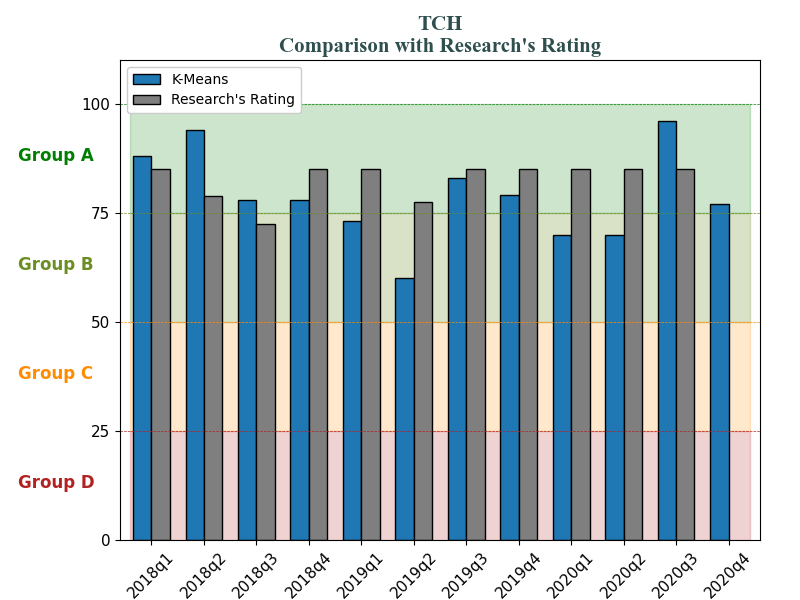 TCH
Comparison with Research's Rating
K-Means
Research's Rating
100
Group A
75
Group B
50
Group C
25
Group D
0
2018q1
2018q2
2018q3
2018q4
2019q1
2019q2
2019q3
2019q4
2020q1
2020q2
2020q3
2020q4